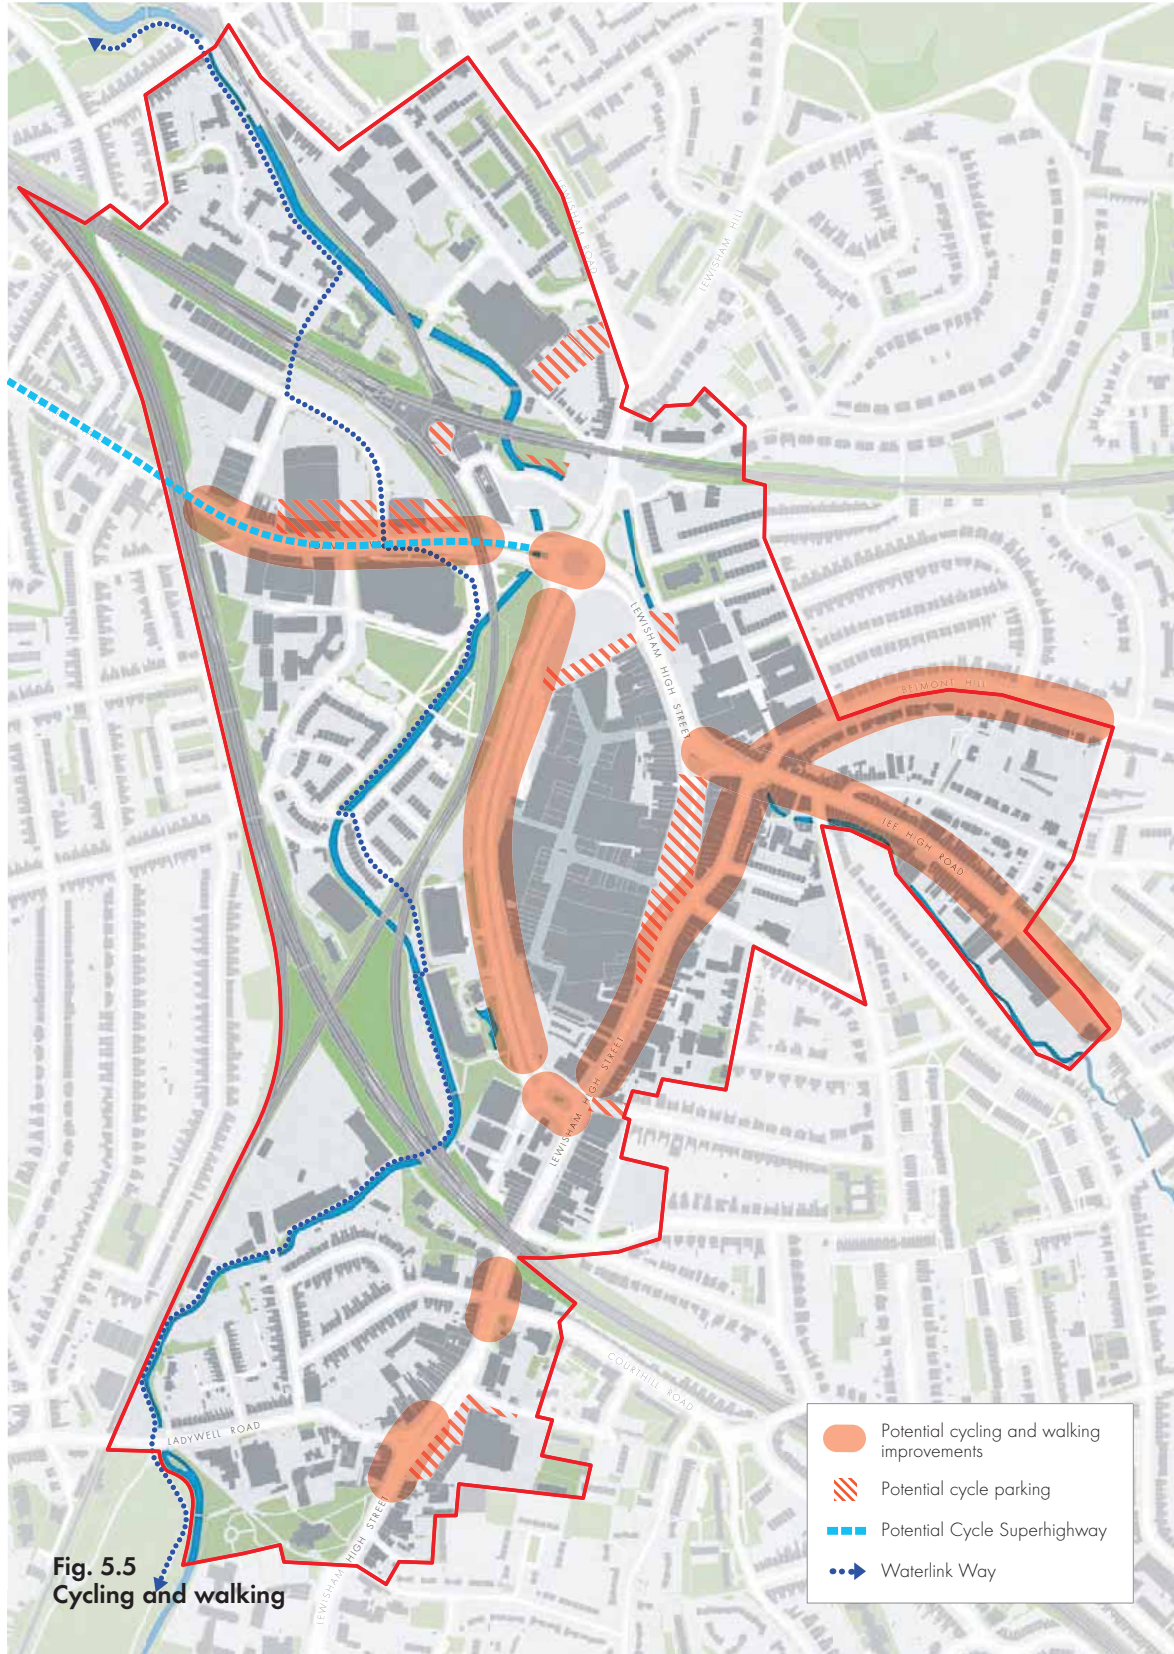 LEWISHAM ROAD
LEWISHAM HILL
LEWISHAM HIGH STREET
BELMONT HILL
LEE HIGH ROAD
LEWISHAM HIGH STREET
COURTHILL ROAD
LADYWELL ROAD
LEWISHAM HIGH STREET
Potential cycling and walking
improvements
Potential cycle parking
Potential Cycle Superhighway
Waterlink Way
Fig. 5.5
Cycling and walking